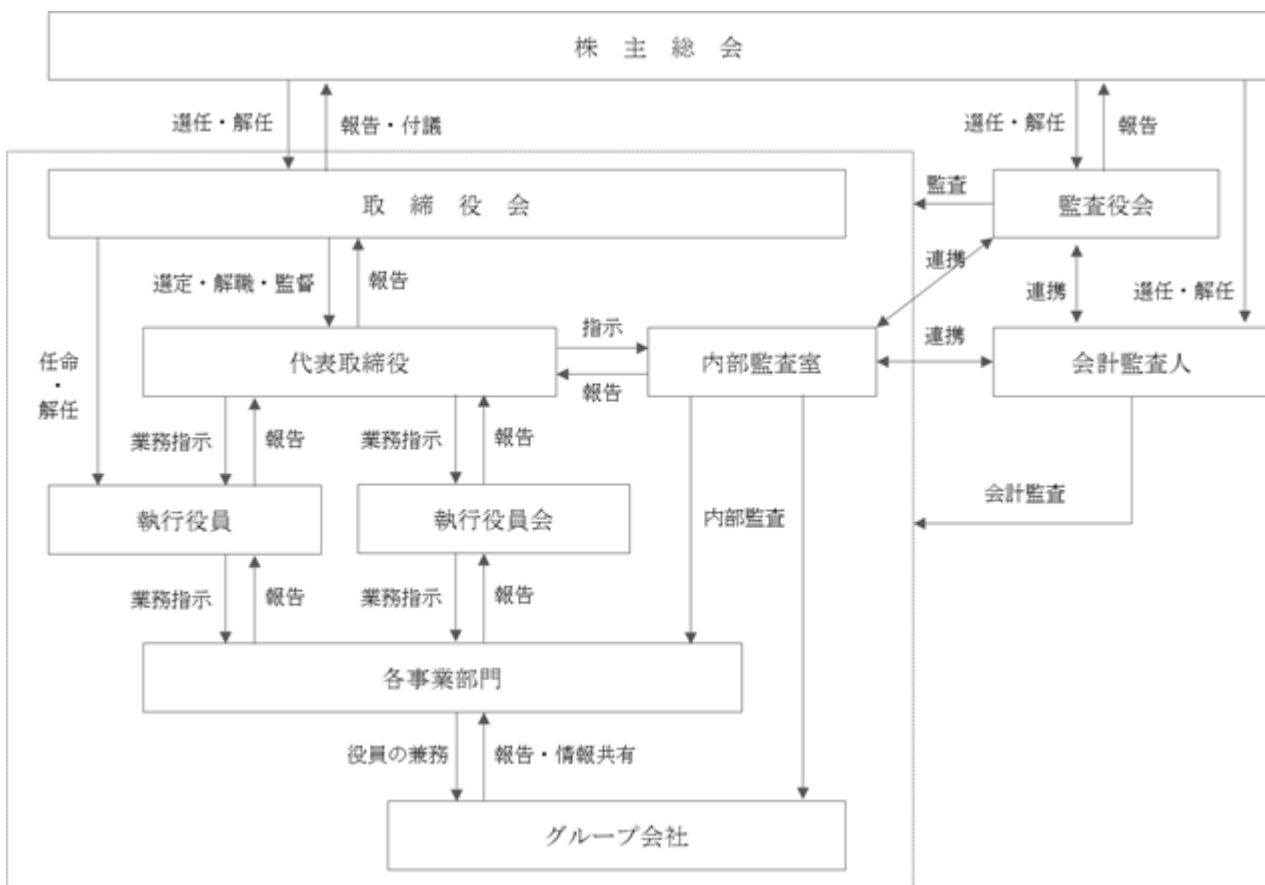 株主総会
選任・解任
報告・付議
選任・解任
報告
取締役会
監査
監査役会
選定・解職・監督
報告
連携
連携
選任・解任
任命
・
解任
代表取締役
指示
報告
内部監査室
連携
会計監査人
業務指示
報告
業務指示
報告
執行役員
執行役員会
内部監査
会計監査
業務指示
報告
業務指示
報告
各事業部門
役員の兼務
報告・情報共有
グループ会社